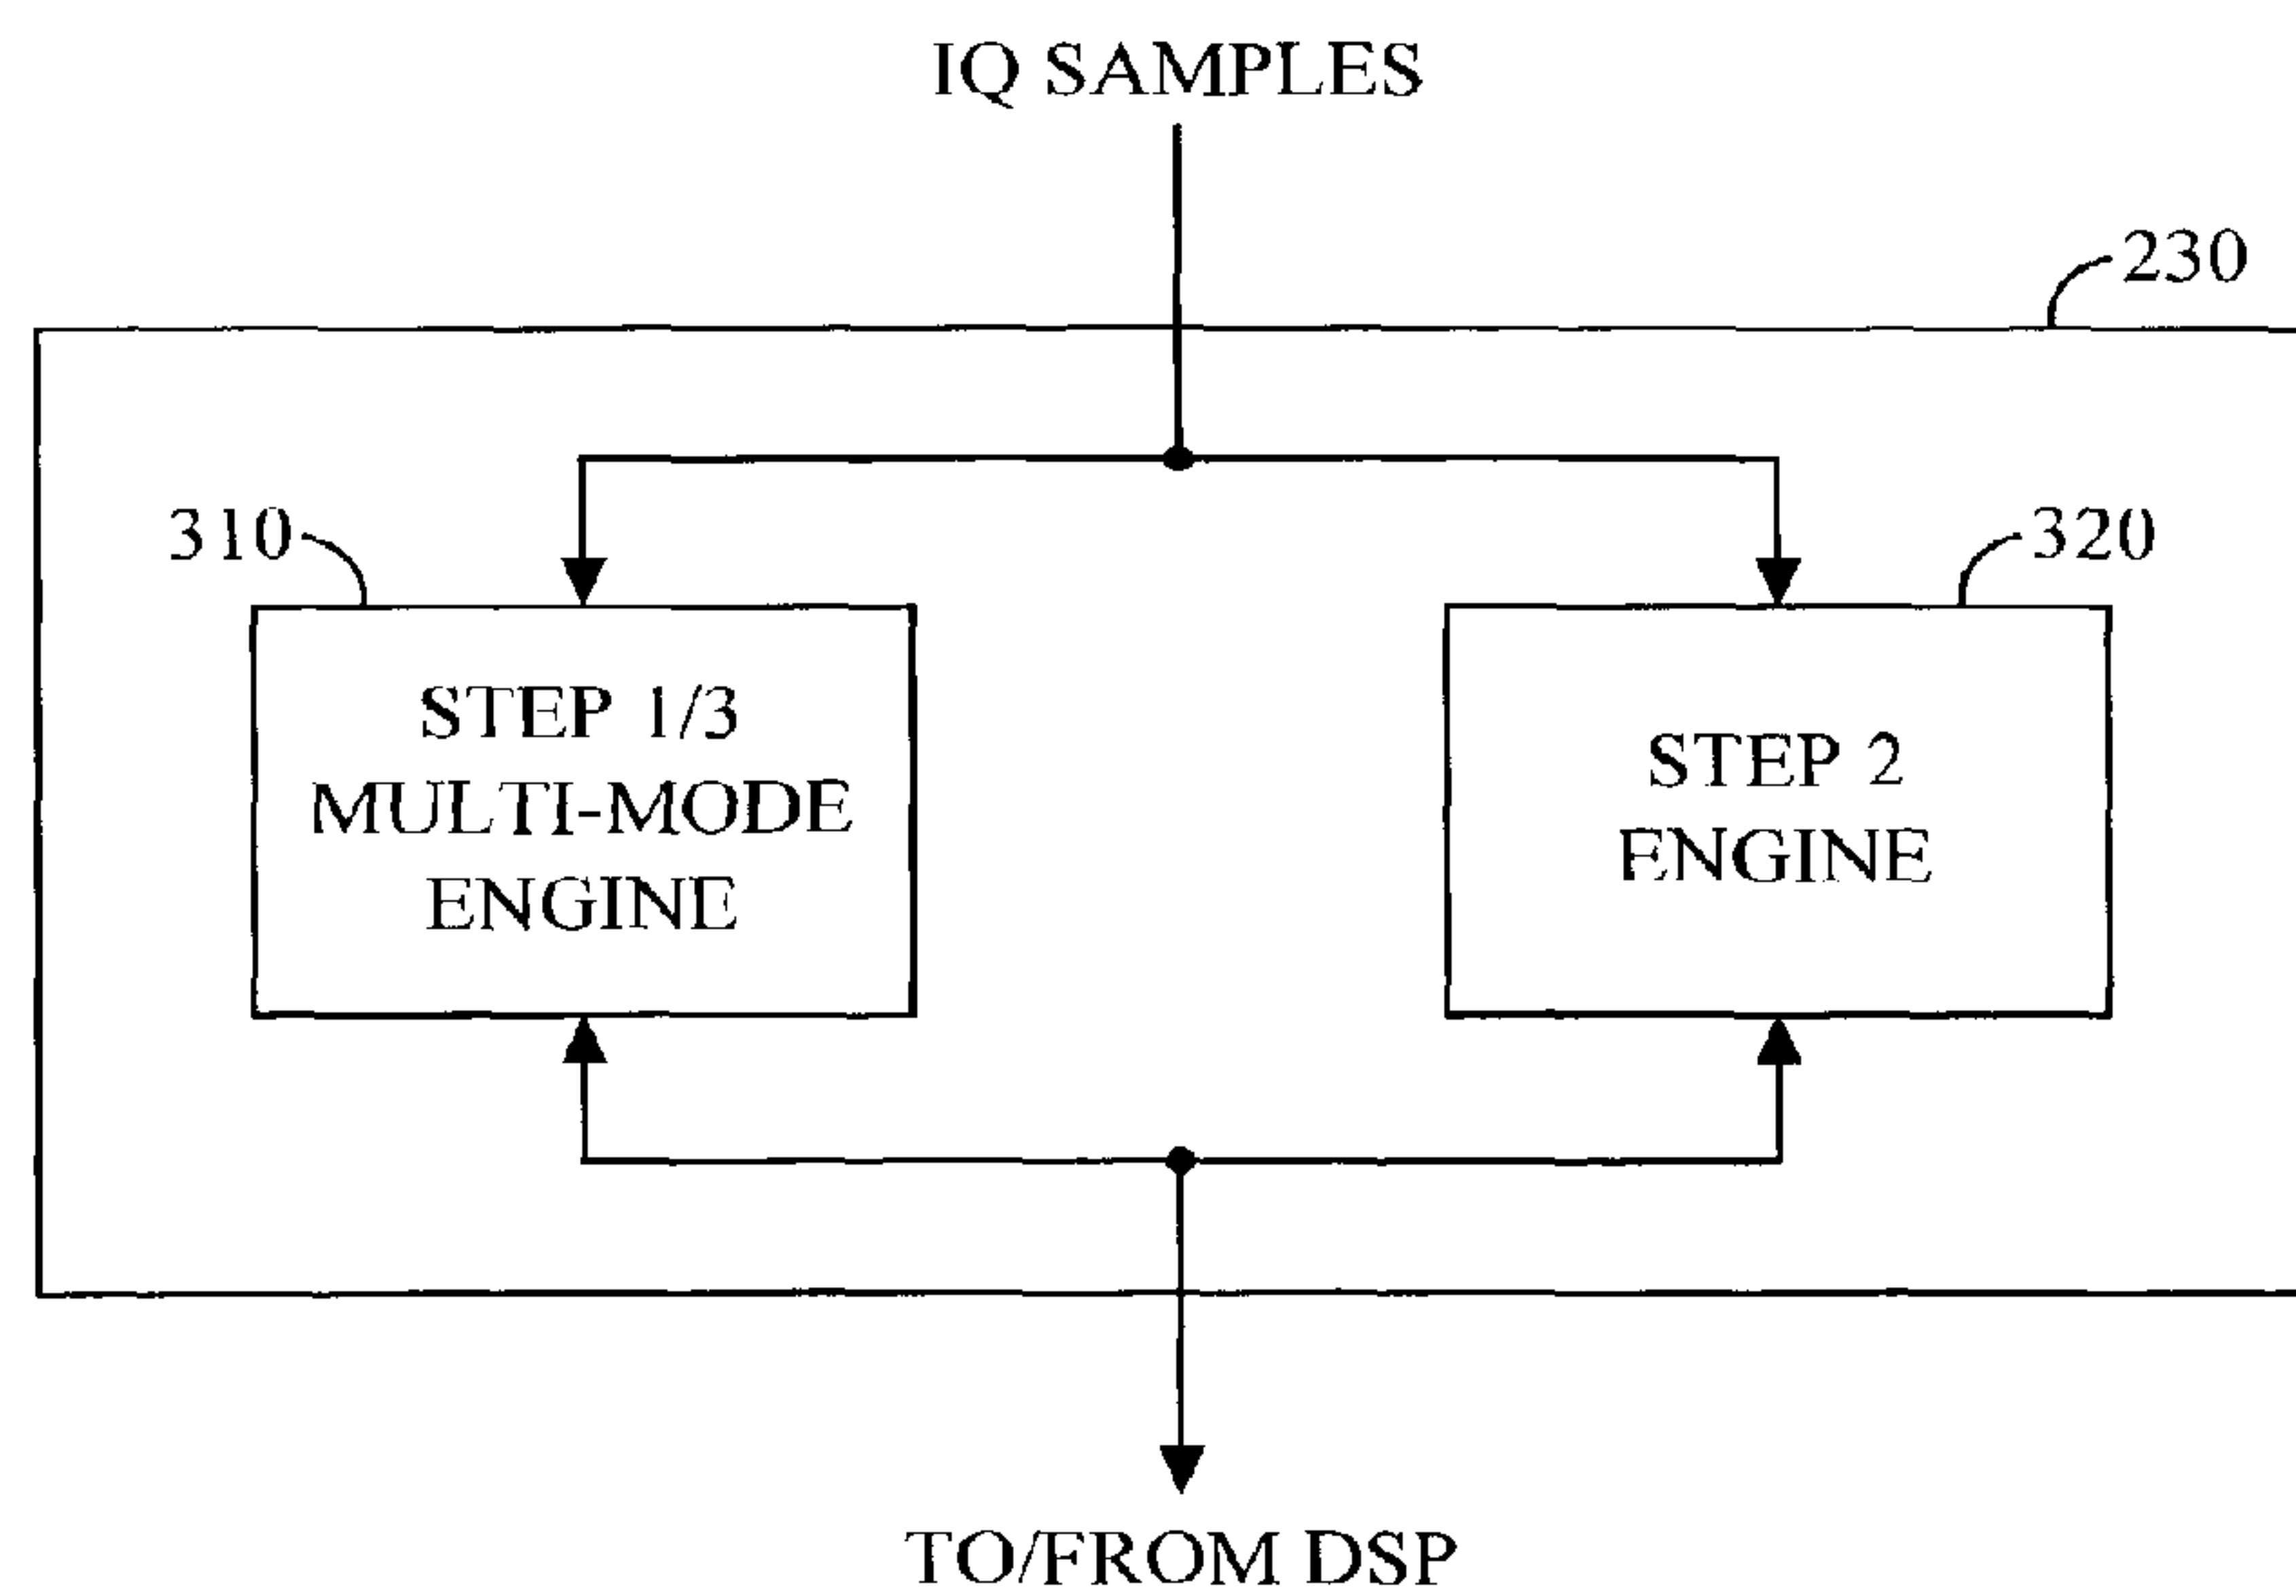 IQ SAMPLES
230
310
320
STEP 1/3
MULTI-MODE
ENGINE
STEP 2
ENGINE
TO/FROM DSP